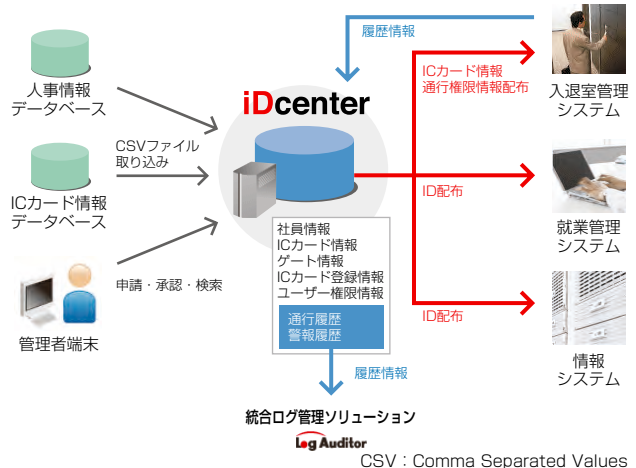 人事情報
データベース
CSVファイル
取り込み
ICカード情報
データベース
申請・承認・検索
管理者端末
iDcenter
社員情報
ICカード情報
ゲート情報
ICカード登録情報
ユーザー権限情報
通行履歴
警報履歴
履歴情報
統合ログ管理ソリューション
Log Auditor
履歴情報
ICカード情報
通行権限情報配布
入退室管理
システム
ID配布
就業管理
システム
ID配布
情報
システム
CSV：Comma Separated Values